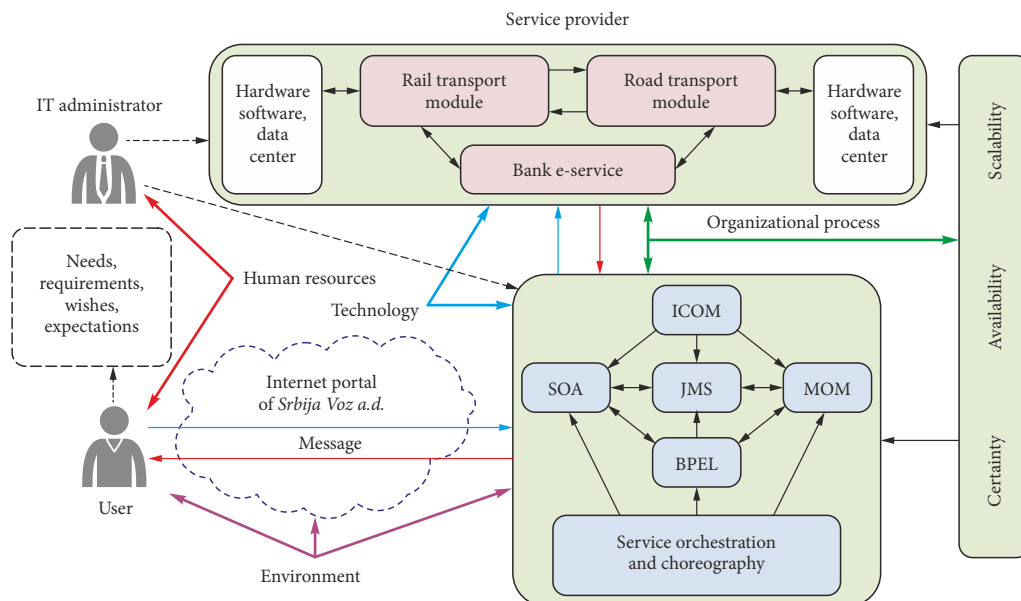 Service provider
IT administrator
Hardware
software,
data
center
Rail transport
module
Road transport
module
Hardware
software,
data
center
Bank e-service
Scalability
Availability
Certainty
Organizational process
Needs,
requirements,
wishes,
expectations
Human resources
Technology
ICOM
SOA
JMS
MOM
BPEL
Service orchestration
and choreography
Internet portal
of Srbija Voz a.d.
Message
User
Environment